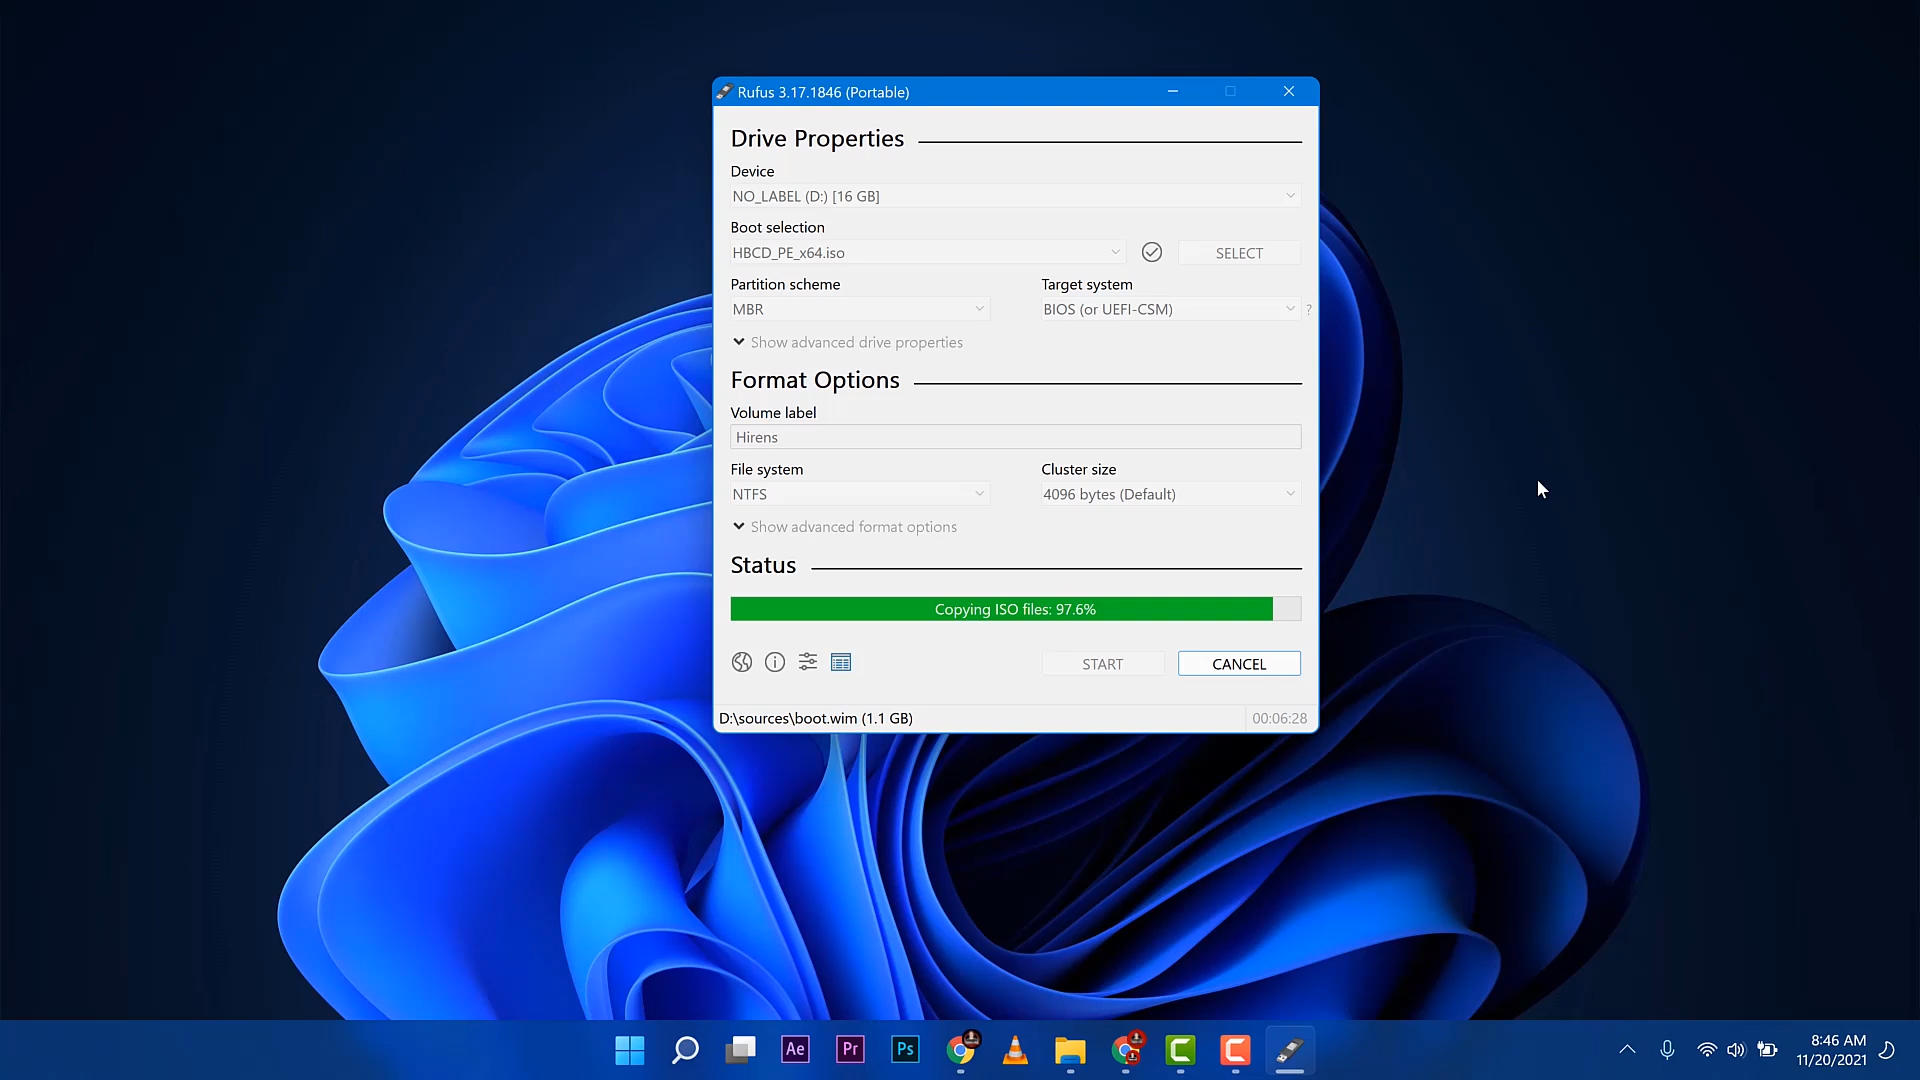 Rufus 3.17.1846 (Portable)
Drive Properties
Device
NO_LABEL (D:) [16 GB]
Boot selection
HBCD_PE_x64.iso
SELECT
Partition scheme
Target system
MBR
BIOS (or UEFI-CSM)
?
Show advanced drive properties
Format Options
Volume label
Hirens
File system
Cluster size
NTFS
4096 bytes (Default)
Show advanced format options
Status
Copying ISO files: 97.6%
START
CANCEL
D:\sources\boot.wim (1.1 GB)
00:06:28
Ae
Pr
Ps
8:46 AM
11/20/2021